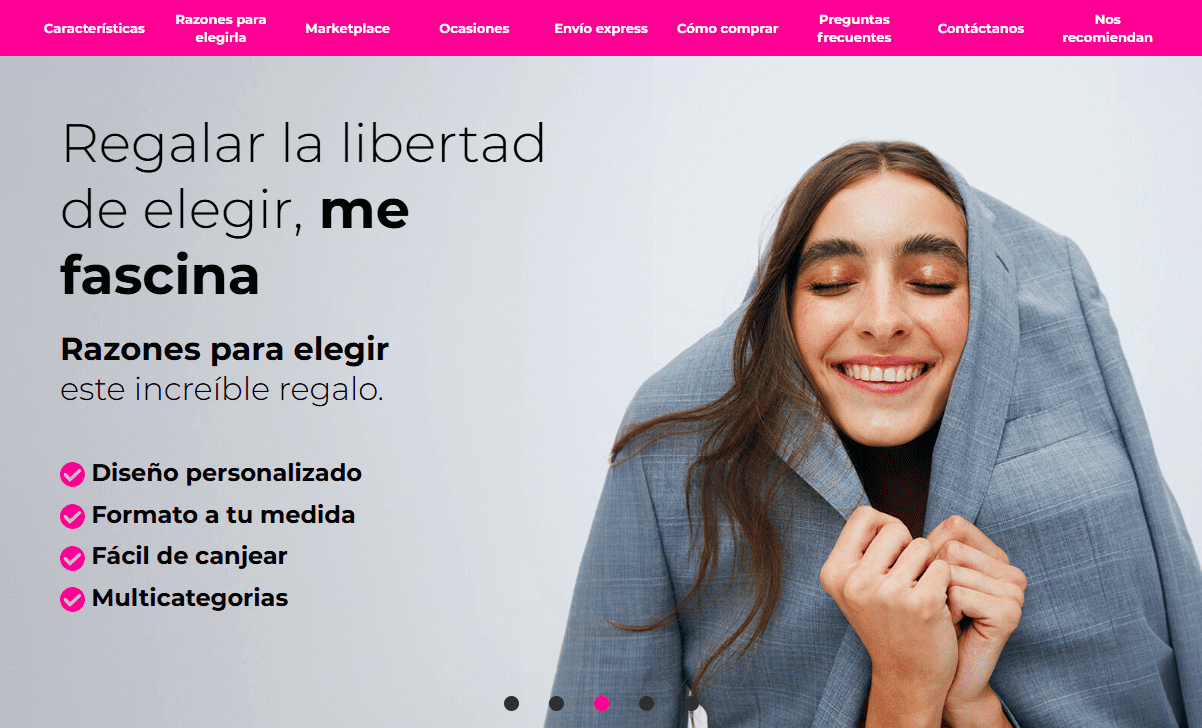 Características
Razones para
elegirla
Marketplace
Ocasiones
Envío express
Cómo comprar
Preguntas
frecuentes
Contáctanos
Nos
recomiendan
Regalar la libertad
de elegir, me
fascina
Razones para elegir
este increíble regalo.
Diseño personalizado
Formato a tu medida
Fácil de canjear
Multicategorias